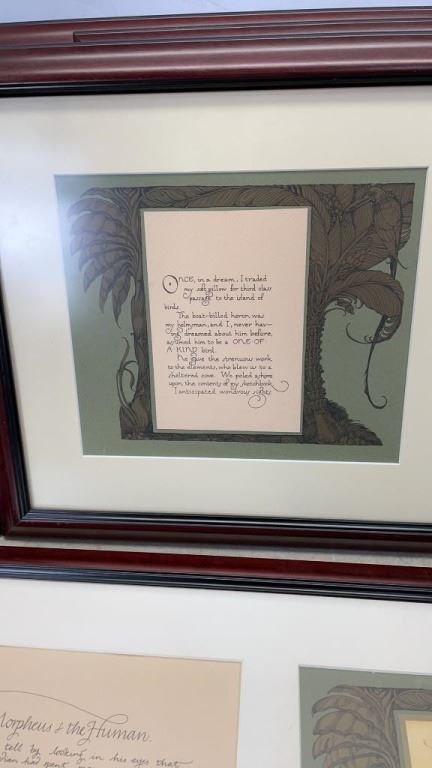 ONCE, in a dream, I traded
my soft pillow for third class
passage to the island of
birds.
The boat-billed heron was
my helmsman, and I, never hav-
ing dreamed about him before,
assumed him to be a ONE OF
A KIND bird.
He gave the strenuous work
to the elements, who blew us to a
sheltered cove. We poled ashore
upon the contents of my sketchbook.
I anticipated wondrous sights.
Morpheus & the Human.
tell by looking in his eyes that
had spent